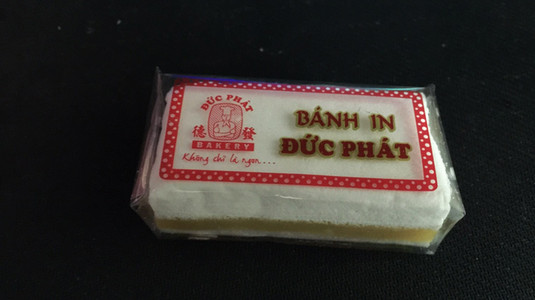 ĐỨC PHÁT
德 發
BAKERY
Không chỉ là ngon....
BÁNH IN
ĐỨC PHÁT